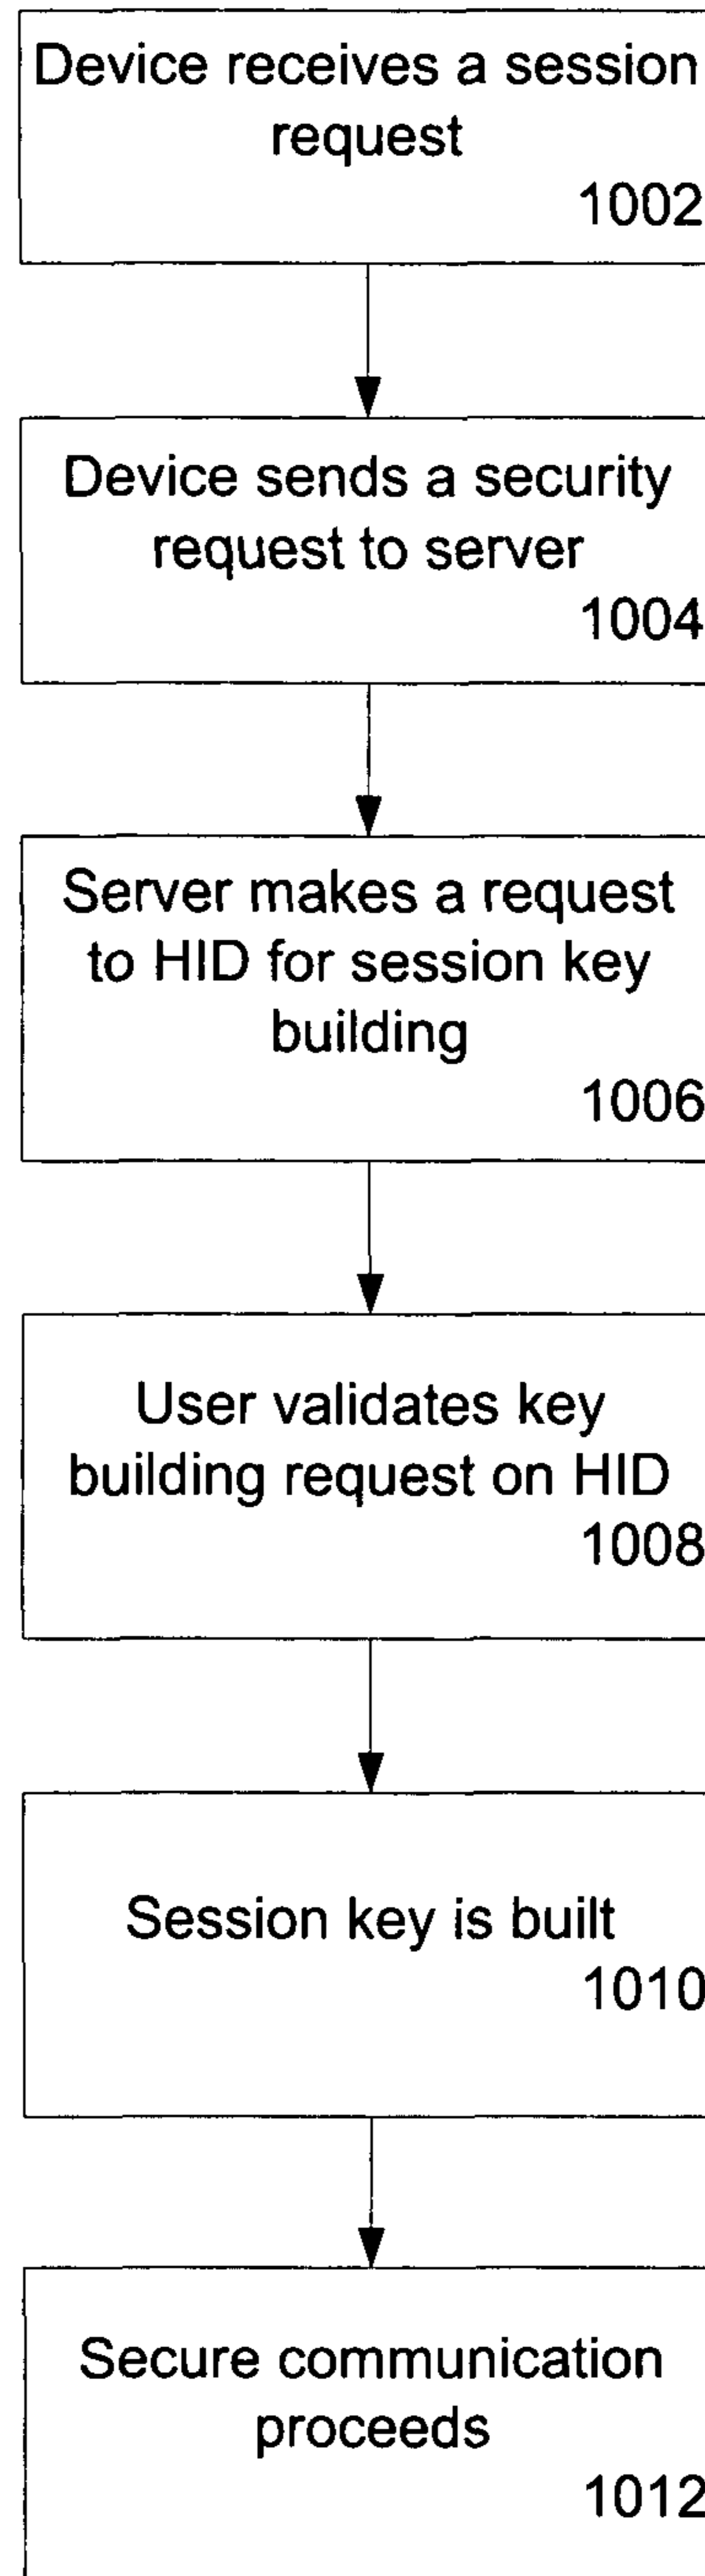 Device receives a session
request
1002
Device sends a security
request to server
1004
Server makes a request
to HID for session key
building
1006
User validates key
building request on HID
1008
Session key is built
1010
Secure communication
proceeds
1012